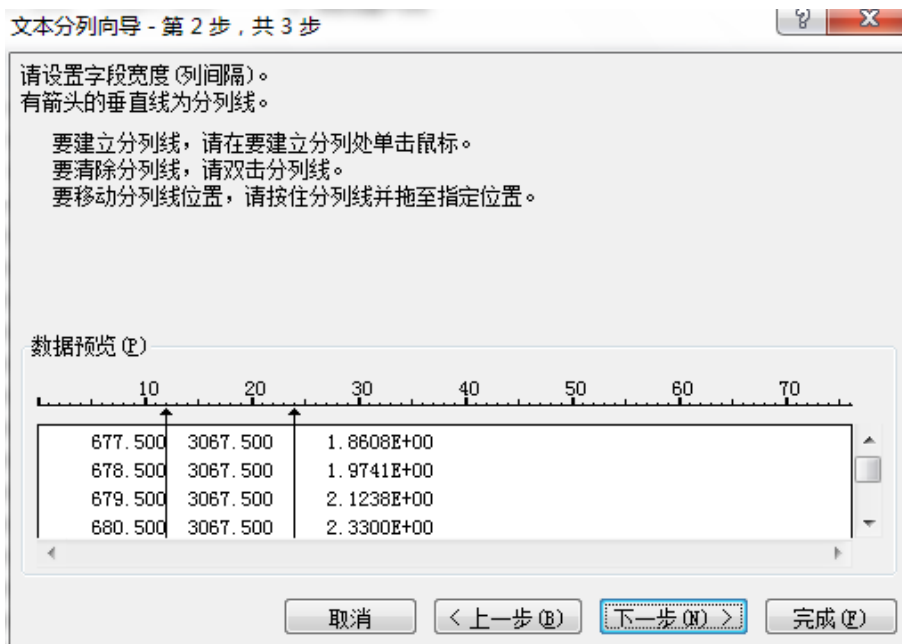 文本分列向导 - 第 2 步，共 3 步
请设置字段宽度(列间隔)。
有箭头的垂直线为分列线。
要建立分列线，请在要建立分列处单击鼠标。
要清除分列线，请双击分列线。
要移动分列线位置，请按住分列线并拖至指定位置。
数据预览(P)
10 20 30 40 50 60 70
677.500 3067.500 1.8608E+00
678.500 3067.500 1.9741E+00
679.500 3067.500 2.1238E+00
680.500 3067.500 2.3300E+00
取消 < 上一步(B) 下一步(N) > 完成(F)